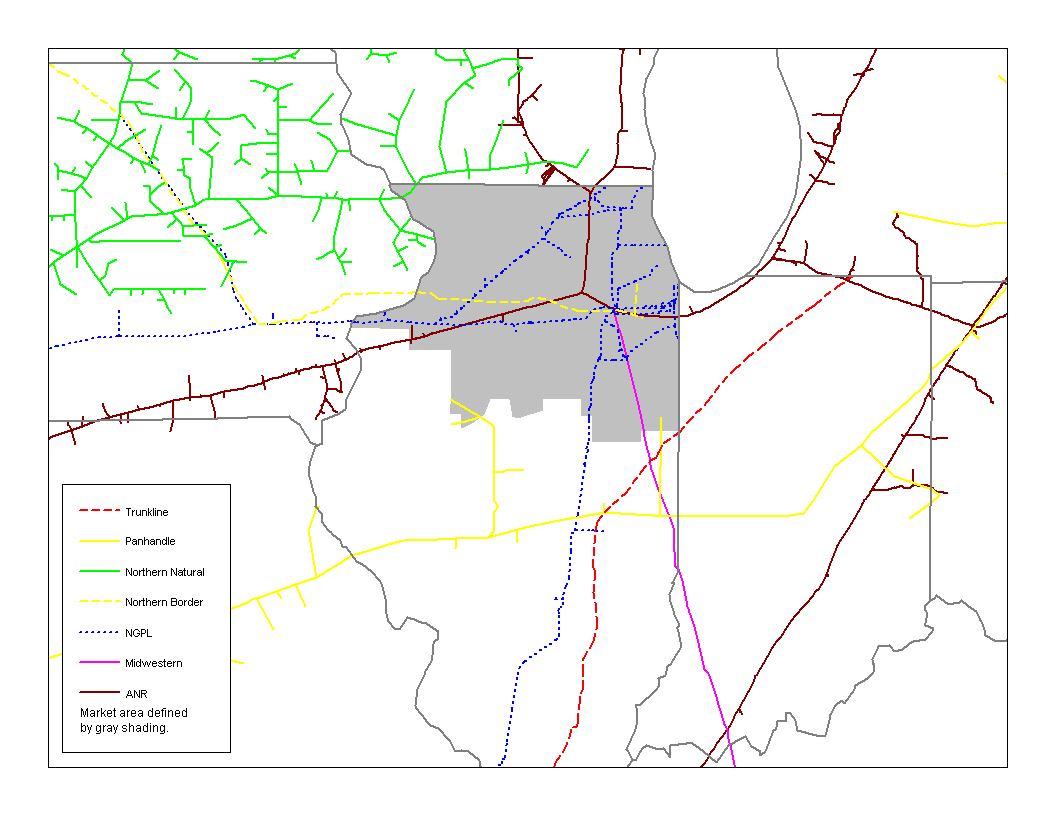 Trunkline
Panhandle
Northern Natural
Northern Border
NGPL
Midwestern
ANR
Market area defined
by gray shading.